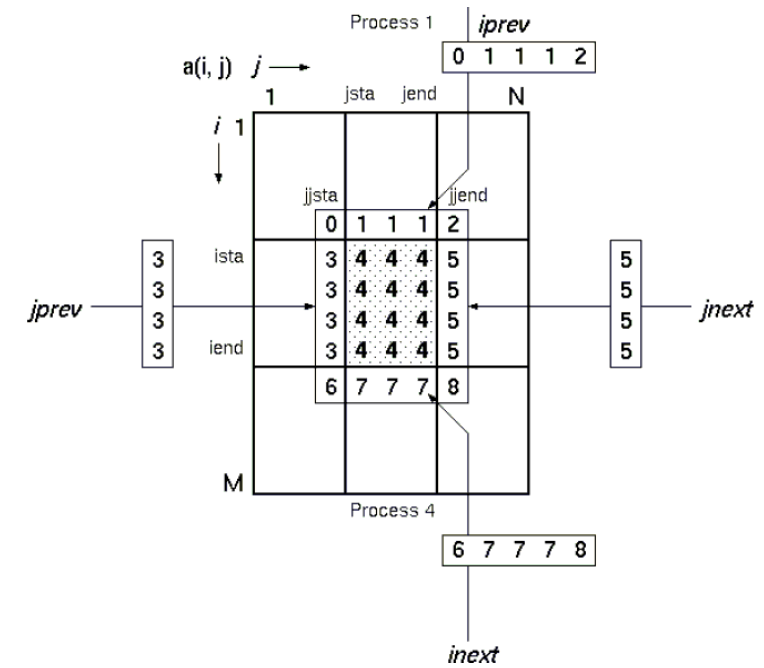 Process 1 iprev
0 1 1 1 2
a(i, j) j
1 jsta jend N
i 1
jjsta jjend
0 1 1 1 2
ista 3 4 4 4 5
3 4 4 4 5
3 4 4 4 5
iend 3 4 4 4 5
6 7 7 7 8
jprev
3
3
3
3
jnext
5
5
5
5
M
Process 4
6 7 7 7 8
inext